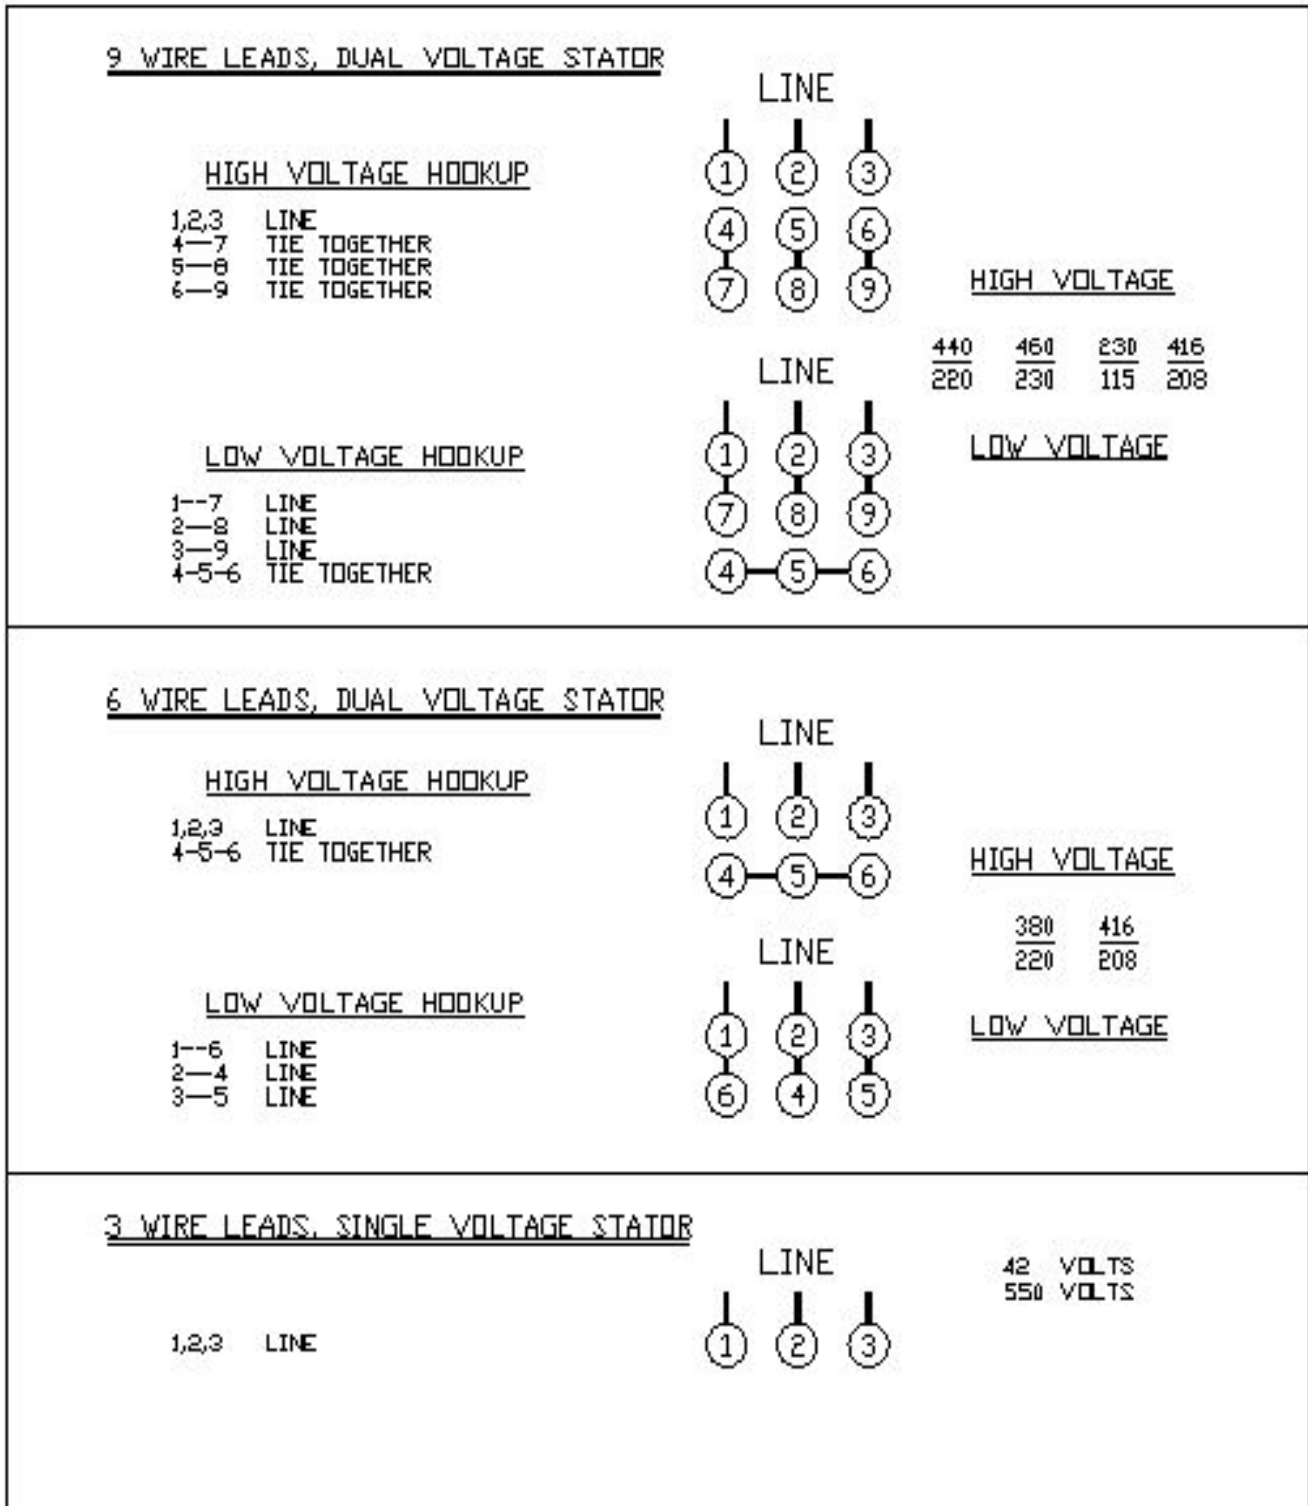 9 WIRE LEADS, DUAL VOLTAGE STATOR
LINE
HIGH VOLTAGE HOOKUP
1,2,3 LINE
4--7 TIE TOGETHER
5--8 TIE TOGETHER
6--9 TIE TOGETHER
1 2 3
4 5 6
7 8 9
HIGH VOLTAGE
440 460 230 416
220 230 115 208
LOW VOLTAGE
LINE
LOW VOLTAGE HOOKUP
1--7 LINE
2--8 LINE
3--9 LINE
4-5-6 TIE TOGETHER
1 2 3
7 8 9
4 5 6
6 WIRE LEADS, DUAL VOLTAGE STATOR
LINE
HIGH VOLTAGE HOOKUP
1,2,3 LINE
4-5-6 TIE TOGETHER
1 2 3
4 5 6
HIGH VOLTAGE
380 416
220 208
LOW VOLTAGE
LINE
LOW VOLTAGE HOOKUP
1--6 LINE
2--4 LINE
3--5 LINE
1 2 3
6 4 5
3 WIRE LEADS, SINGLE VOLTAGE STATOR
LINE
1,2,3 LINE
1 2 3
42 VOLTS
550 VOLTS